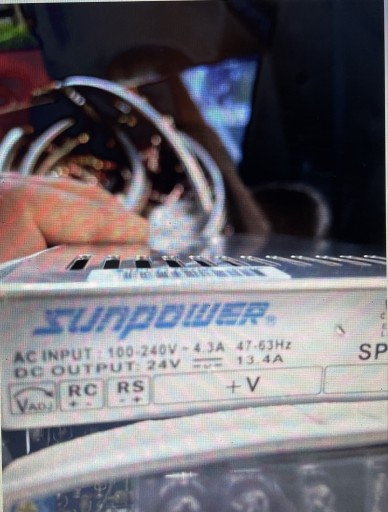 SUNPOWER®
AC INPUT : 100-240V ~ 4.3A 47-63Hz
DC OUTPUT: 24V ⎓ 13.4A
SP
VADJ RC RS +V
+ - - +